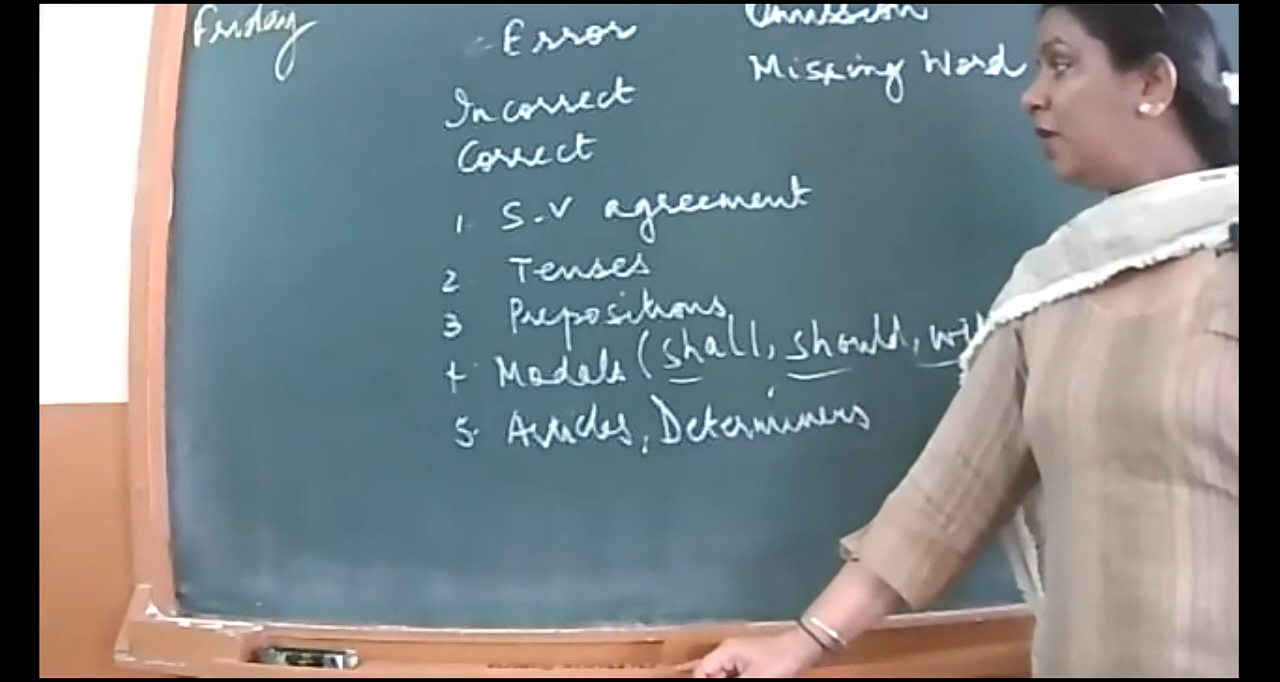 Friday
Error
Omission
Missing Word
Incorrect
Correct
1. S-V agreement
2 Tenses
3 Prepositions
4. Modals (shall, should, wil
5. Articles, Determiners